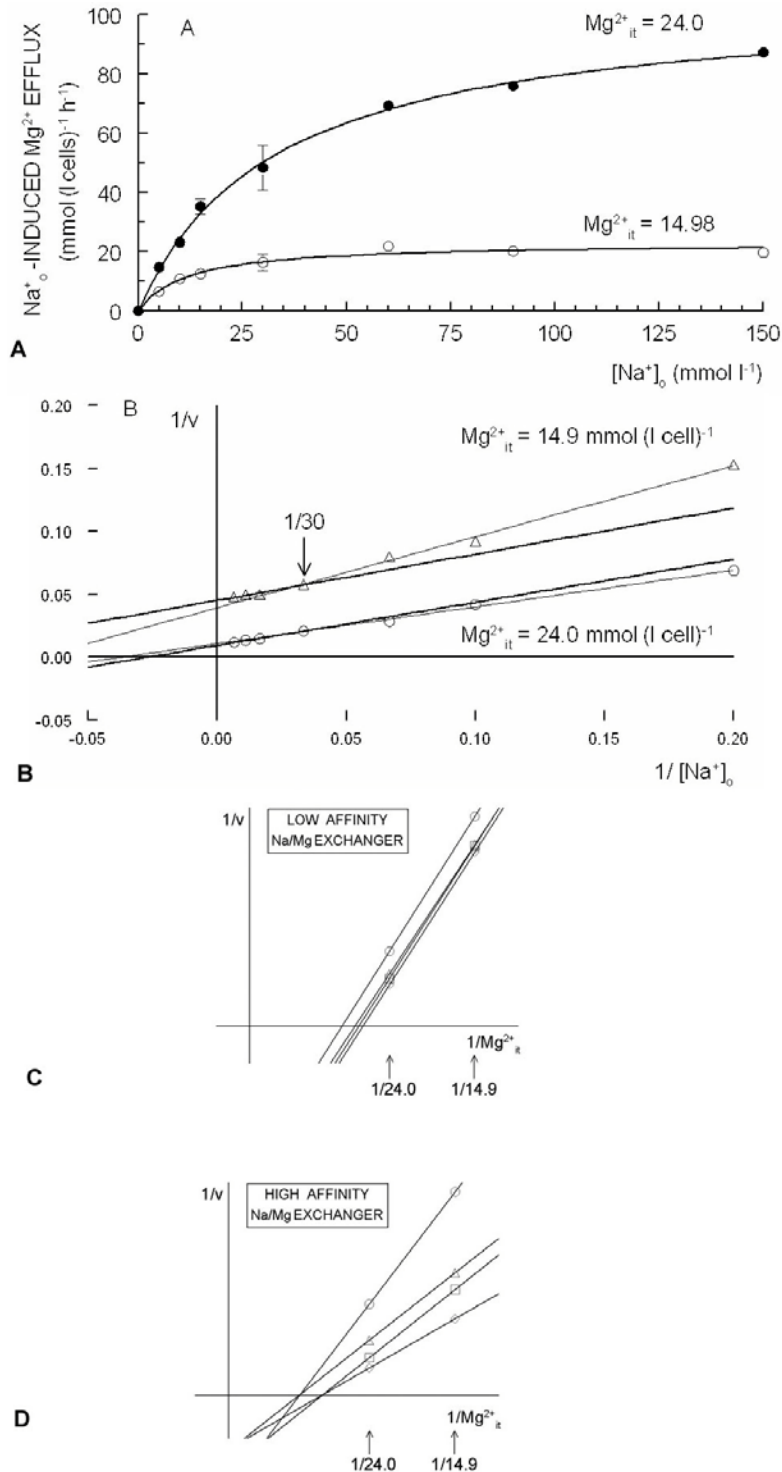 A
Mg²⁺it = 24.0
Mg²⁺it = 14.98
Na⁺o -INDUCED Mg²⁺ EFFLUX
(mmol (l cells)⁻¹ h⁻¹)
100
80
60
40
20
0
0 25 50 75 100 125 150
[Na⁺]o (mmol l⁻¹)
A
B
1/v
Mg²⁺it = 14.9 mmol (l cell)⁻¹
1/30
Mg²⁺it = 24.0 mmol (l cell)⁻¹
0.20
0.15
0.10
0.05
0.00
-0.05
-0.05 0.00 0.05 0.10 0.15 0.20
1/ [Na⁺]o
B
1/v
LOW AFFINITY
Na/Mg EXCHANGER
1/Mg²⁺it
1/24.0 1/14.9
C
1/v
HIGH AFFINITY
Na/Mg EXCHANGER
1/Mg²⁺it
1/24.0 1/14.9
D